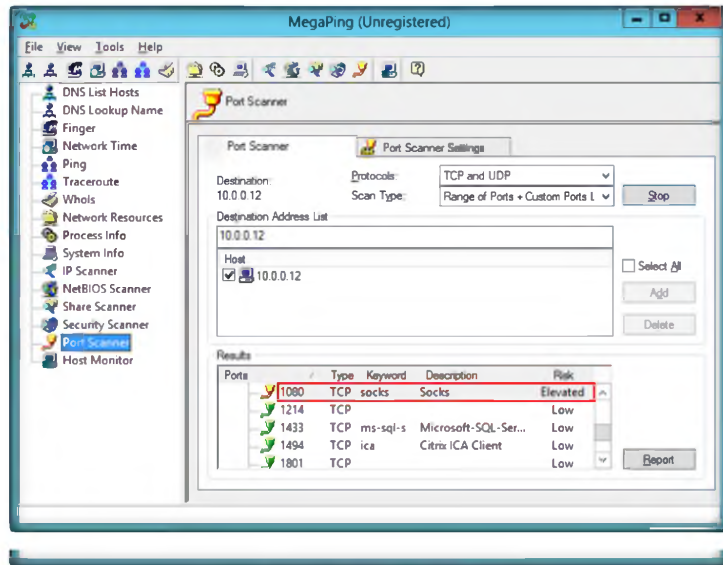 MegaPing (Unregistered)
File View Tools Help
DNS List Hosts
DNS Lookup Name
Finger
Network Time
Ping
Traceroute
Whois
Network Resources
Process Info
System Info
IP Scanner
NetBIOS Scanner
Share Scanner
Security Scanner
Port Scanner
Host Monitor
Port Scanner
Port Scanner Port Scanner Settings
Destination: Protocols: TCP and UDP
10.0.0.12 Scan Type: Range of Ports + Custom Ports L Stop
Destination Address List
10.0.0.12
Host
10.0.0.12
Select All
Add
Delete
Results
Ports Type Keyword Description Risk
1080 TCP socks Socks Elevated
1214 TCP Low
1433 TCP ms-sql-s Microsoft-SQL-Ser... Low
1494 TCP ica Citrix ICA Client Low
1801 TCP Low
Report